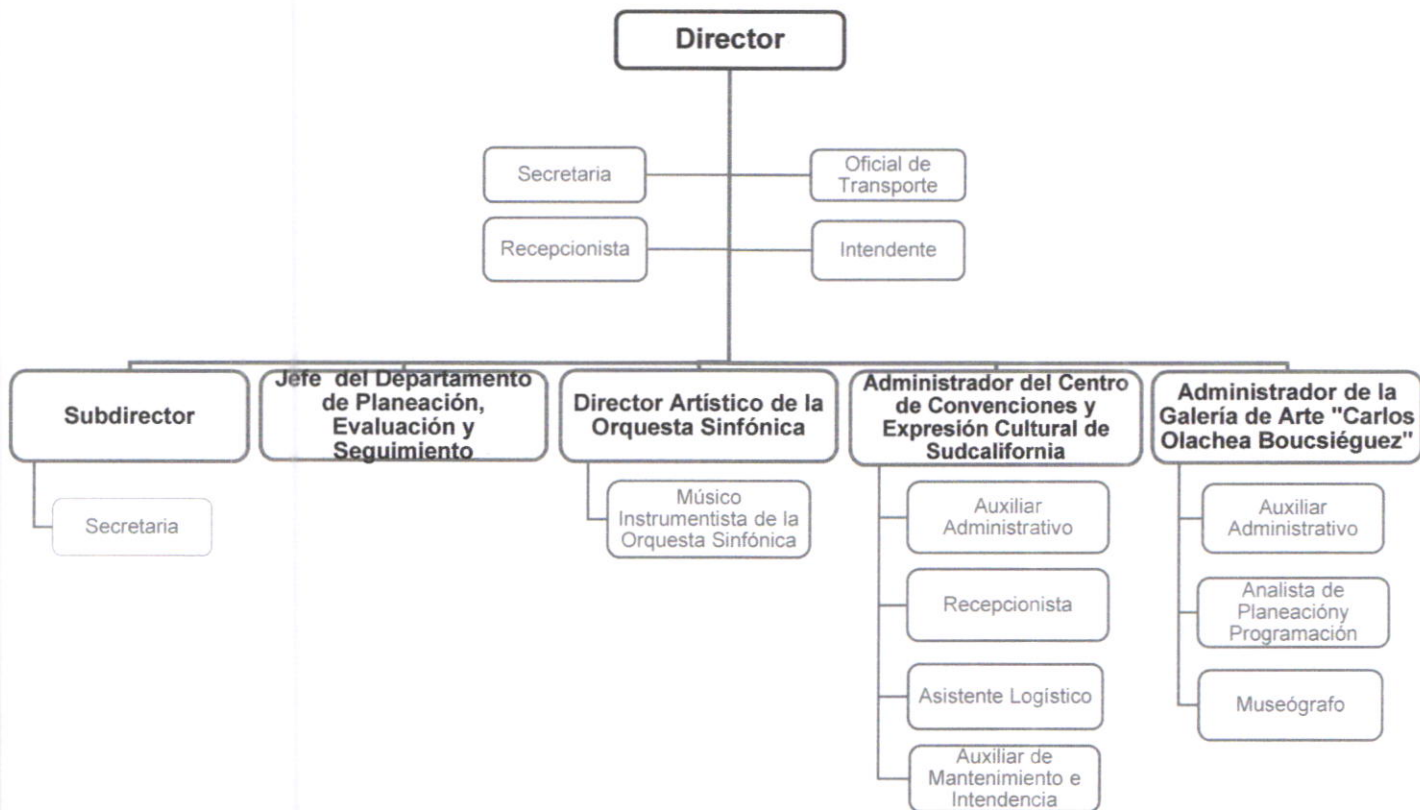 Director
Secretaria
Oficial de
Transporte
Recepcionista
Intendente
Subdirector
Jefe del Departamento
de Planeación,
Evaluación y
Seguimiento
Director Artístico de la
Orquesta Sinfónica
Administrador del Centro
de Convenciones y
Expresión Cultural de
Sudcalifornia
Administrador de la
Galería de Arte "Carlos
Olachea Boucsiéguez"
Secretaria
Músico
Instrumentista de la
Orquesta Sinfónica
Auxiliar
Administrativo
Recepcionista
Asistente Logístico
Auxiliar de
Mantenimiento e
Intendencia
Auxiliar
Administrativo
Analista de
Planeacióny
Programación
Museógrafo